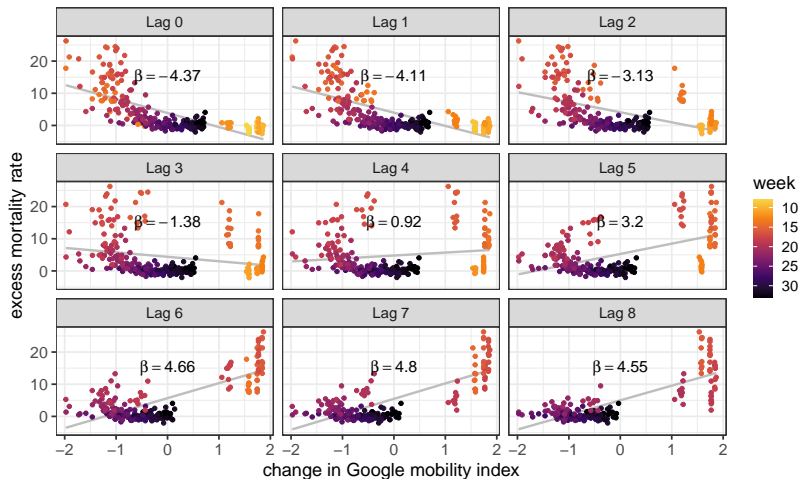 Lag 0 Lag 1 Lag 2
20
10
0
β = −4.37 β = −4.11 β = −3.13
Lag 3 Lag 4 Lag 5
20
10
0
β = −1.38 β = 0.92 β = 3.2
Lag 6 Lag 7 Lag 8
20
10
0
β = 4.66 β = 4.8 β = 4.55
−2 −1 0 1 2 −2 −1 0 1 2 −2 −1 0 1 2
change in Google mobility index
excess mortality rate
week
10
15
20
25
30